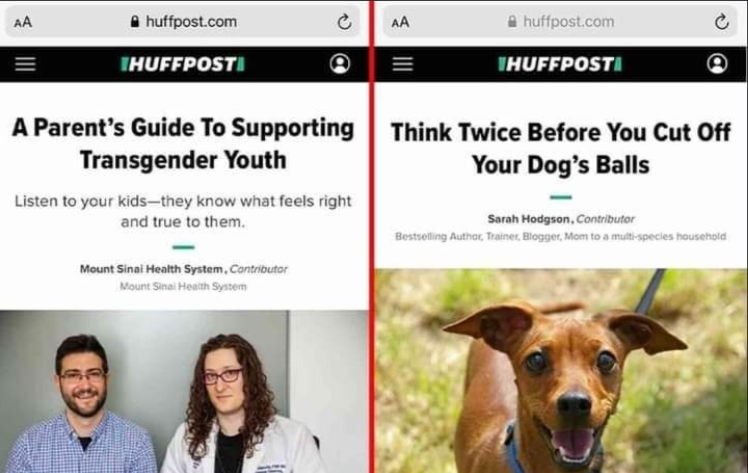 AA huffpost.com
HUFFPOST
A Parent's Guide To Supporting
Transgender Youth
Listen to your kids—they know what feels right
and true to them.
Mount Sinai Health System, Contributor
Mount Sinai Health System
AA huffpost.com
HUFFPOST
Think Twice Before You Cut Off
Your Dog's Balls
Sarah Hodgson, Contributor
Bestselling Author, Trainer, Blogger, Mom to a multi-species household